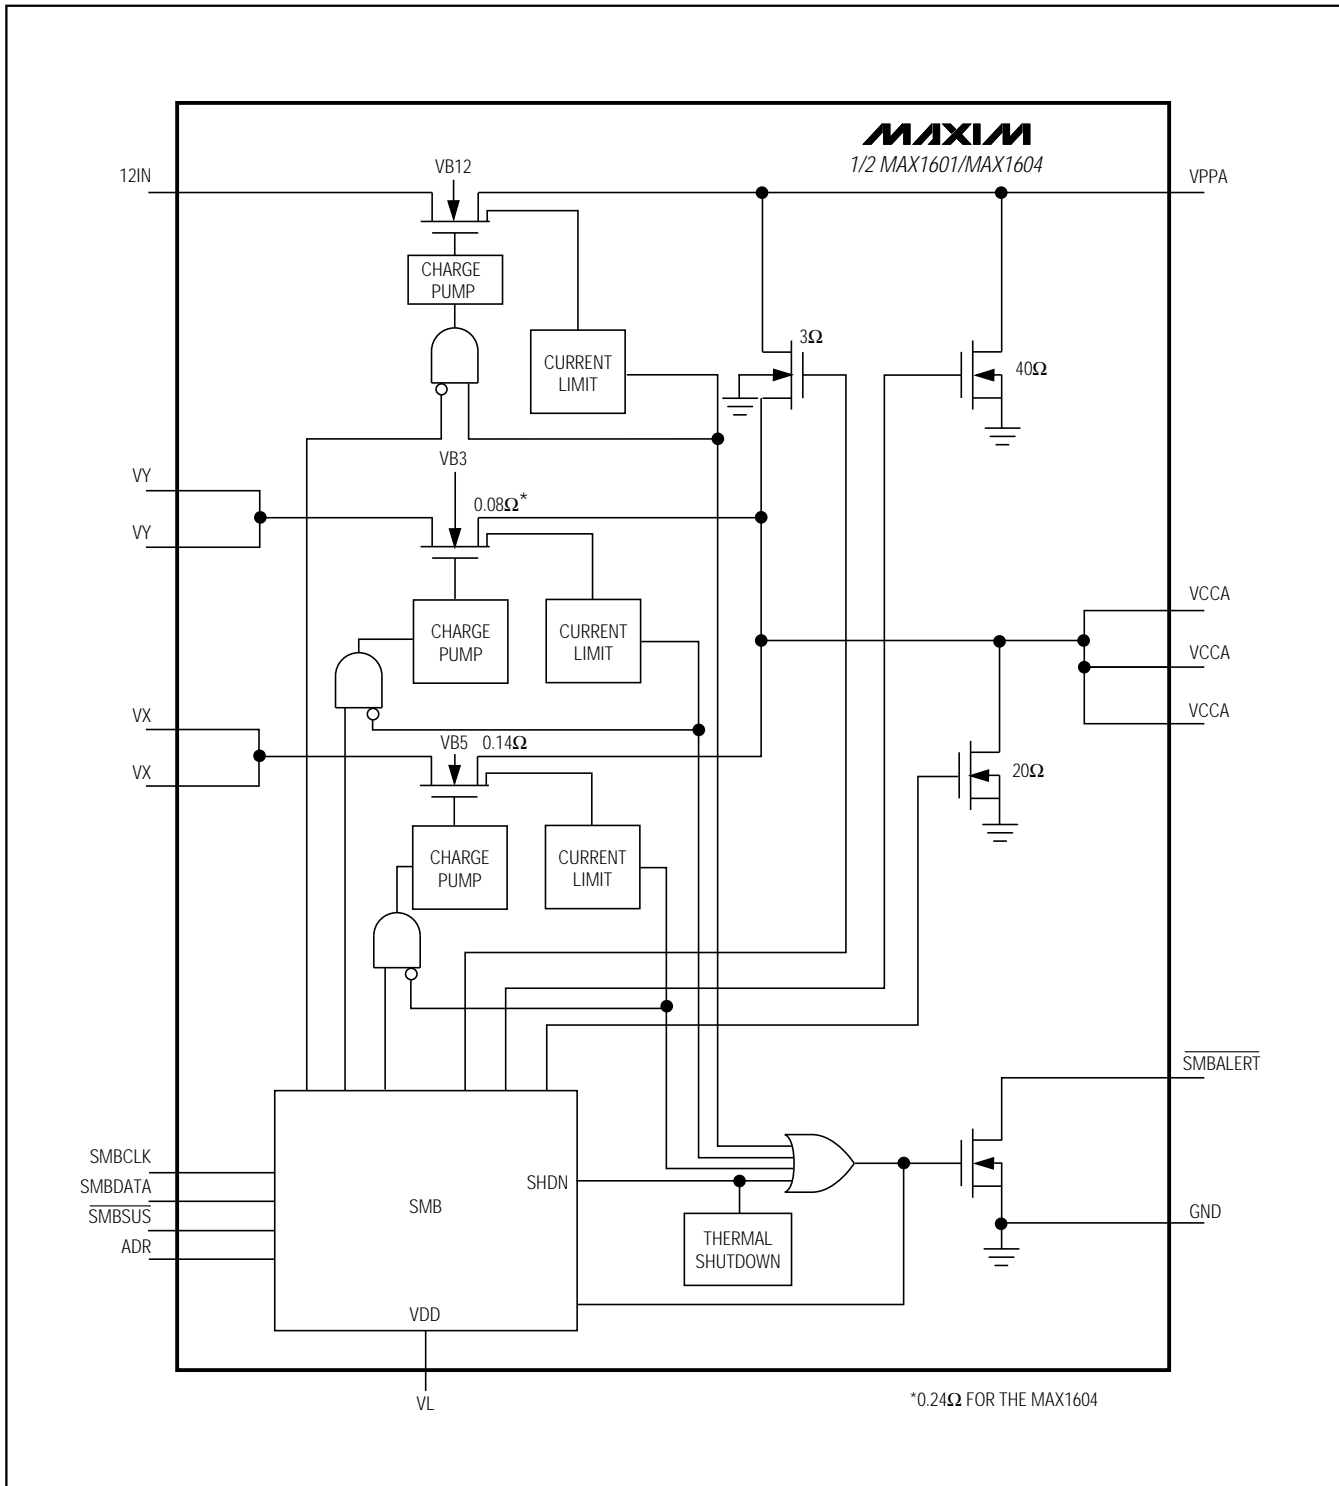 MAXIM
1/2 MAX1601/MAX1604
12IN
VB12
VPPA
CHARGE
PUMP
3Ω
CURRENT
LIMIT
40Ω
VB3
VY
0.08Ω*
VY
VCCA
CHARGE
PUMP
CURRENT
LIMIT
VCCA
VX
VCCA
VB5
0.14Ω
VX
20Ω
CHARGE
PUMP
CURRENT
LIMIT
SMBALERT
SMBCLK
SMBDATA
SMBSUS
ADR
SHDN
SMB
GND
THERMAL
SHUTDOWN
VDD
VL
*0.24Ω FOR THE MAX1604